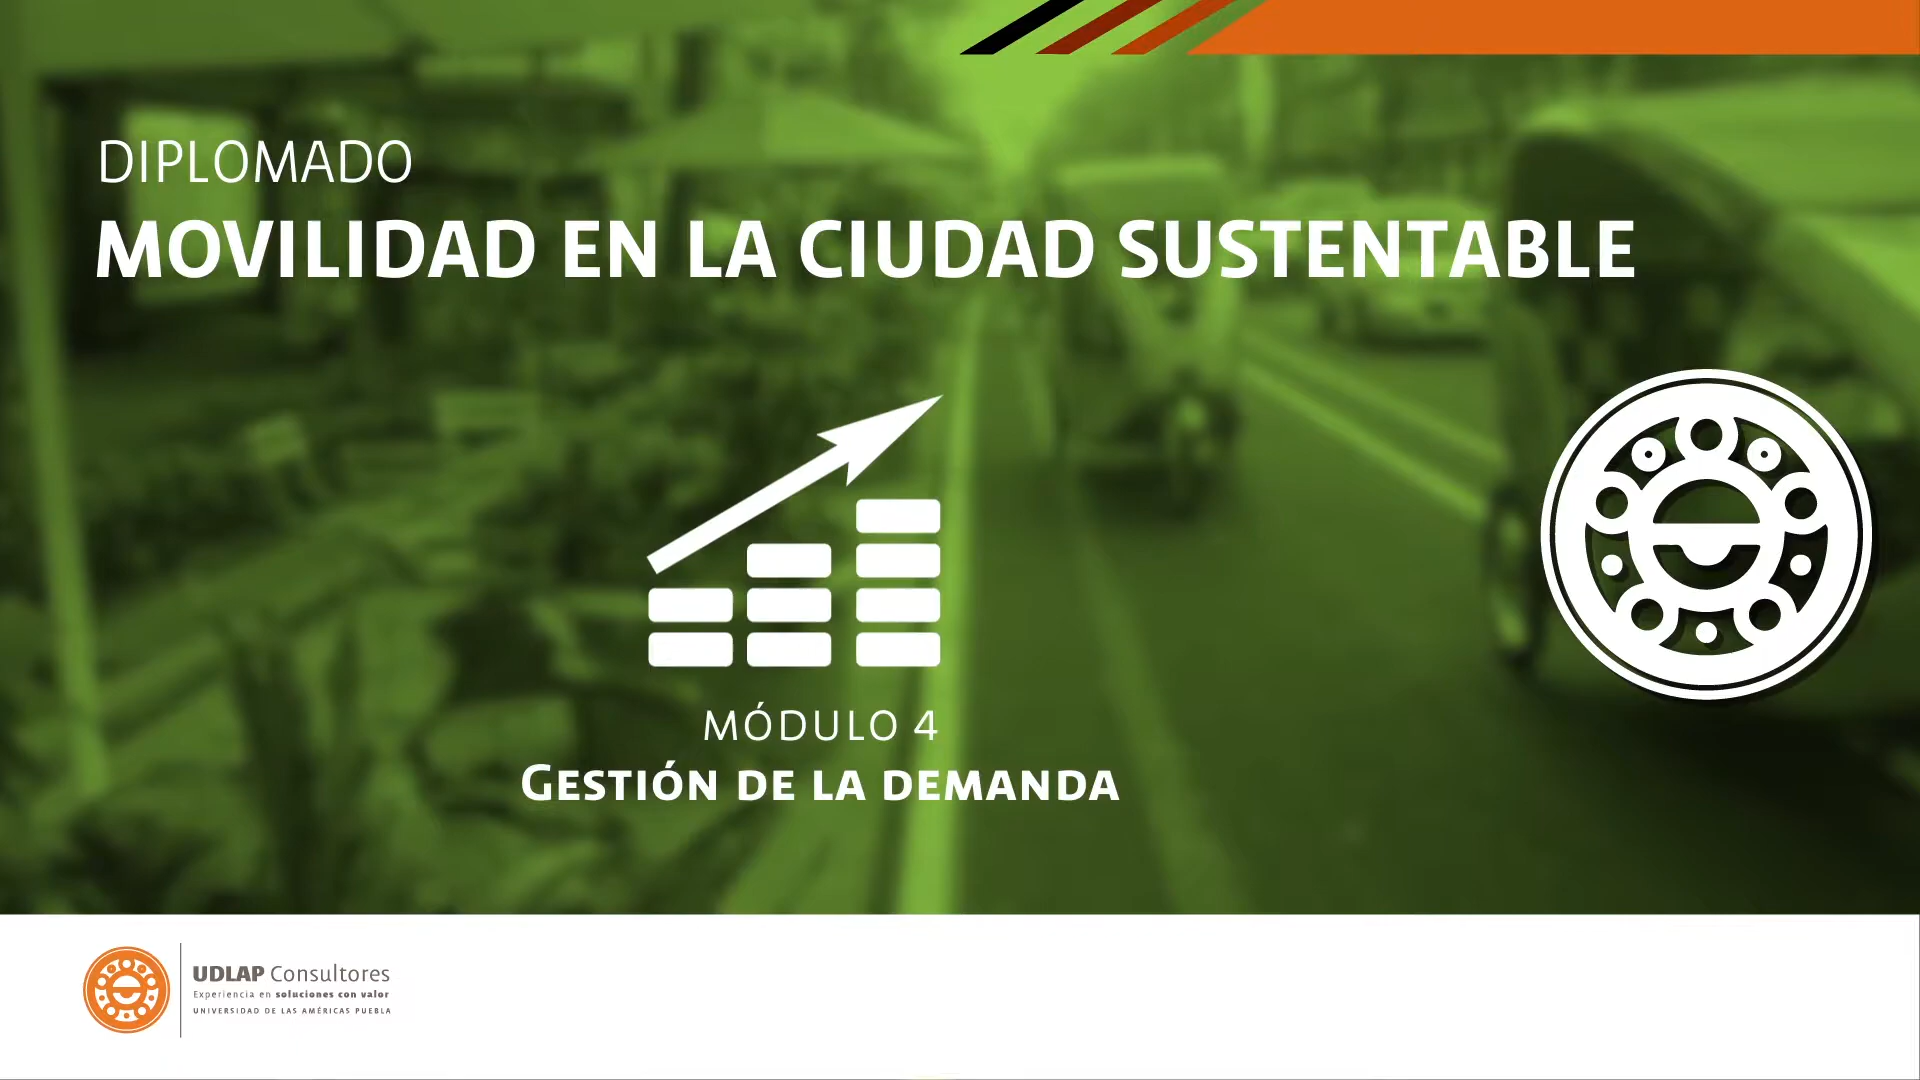 DIPLOMADO
MOVILIDAD EN LA CIUDAD SUSTENTABLE
MÓDULO 4
GESTIÓN DE LA DEMANDA
UDLAP Consultores
Experiencia en soluciones con valor
UNIVERSIDAD DE LAS AMÉRICAS PUEBLA